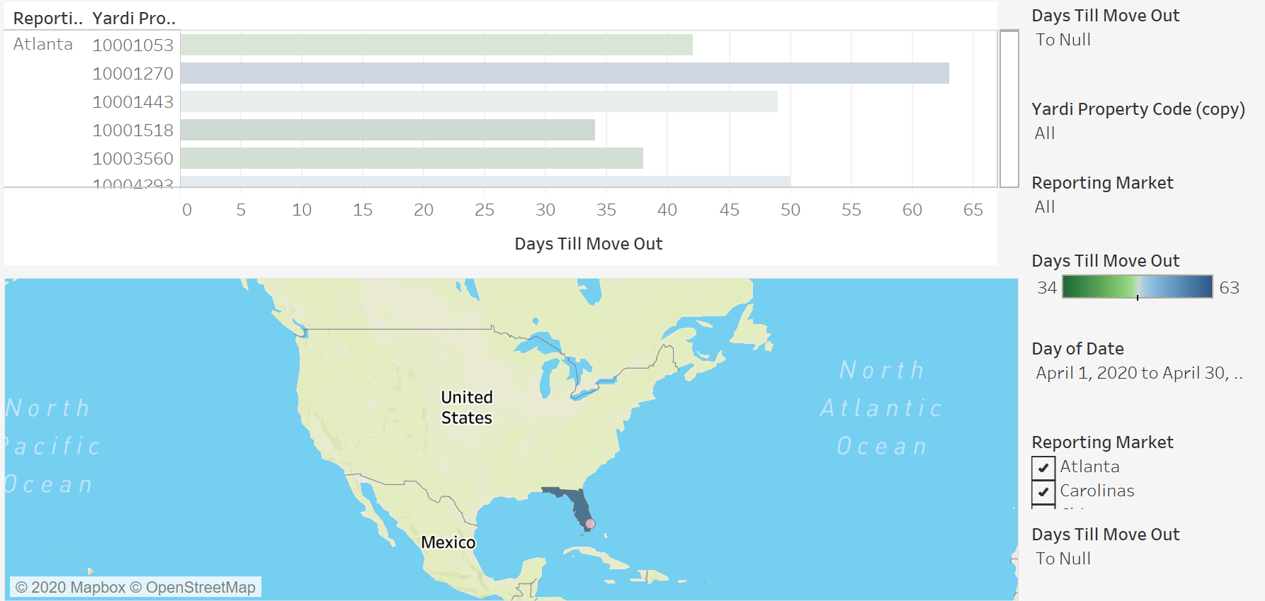 Reporti.. Yardi Pro..
Atlanta 10001053
10001270
10001443
10001518
10003560
10004293
0 5 10 15 20 25 30 35 40 45 50 55 60 65
Days Till Move Out
Days Till Move Out
To Null
Yardi Property Code (copy)
All
Reporting Market
All
Days Till Move Out
34 63
Day of Date
April 1, 2020 to April 30, ..
Reporting Market
Atlanta
Carolinas
Days Till Move Out
To Null
North
Pacific
Ocean
United
States
Mexico
North
Atlantic
Ocean
© 2020 Mapbox © OpenStreetMap